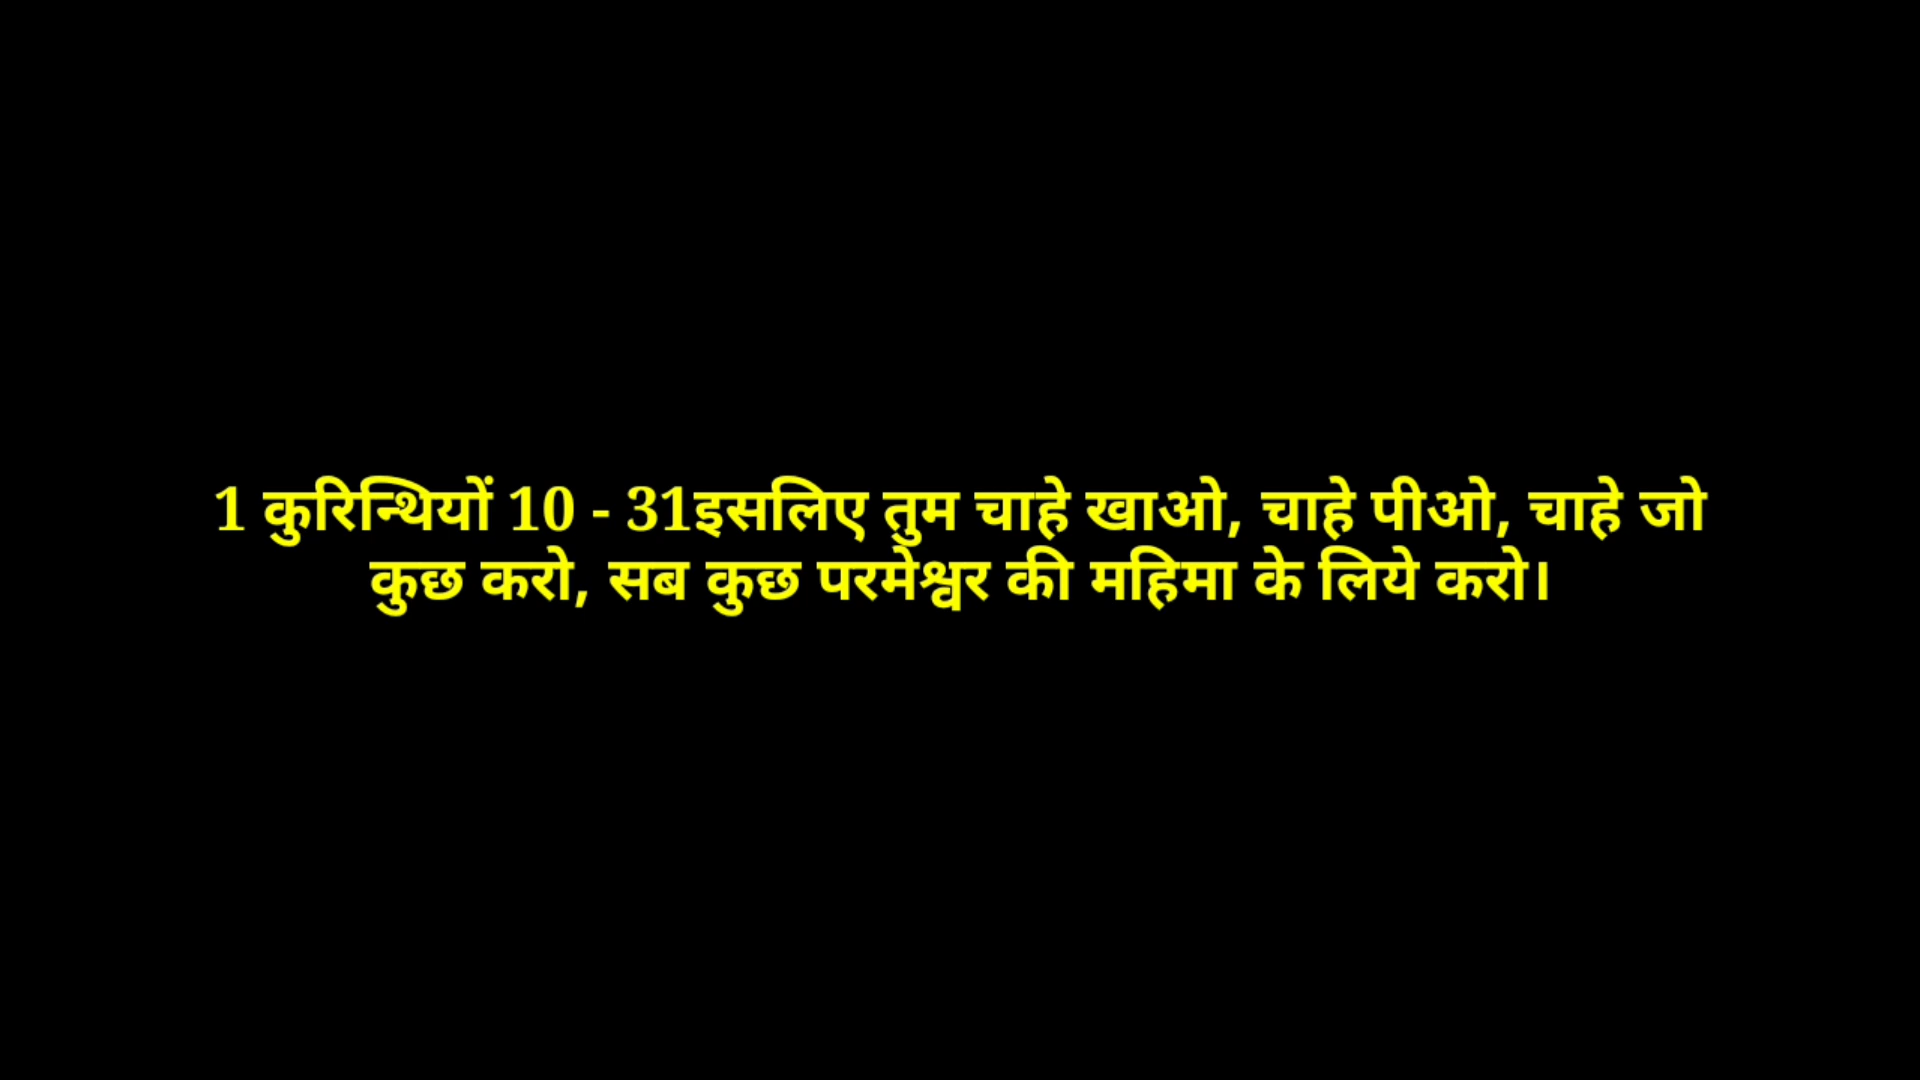 1 कुरिन्थियों 10 - 31इसलिए तुम चाहे खाओ, चाहे पीओ, चाहे जो
कुछ करो, सब कुछ परमेश्वर की महिमा के लिये करो।